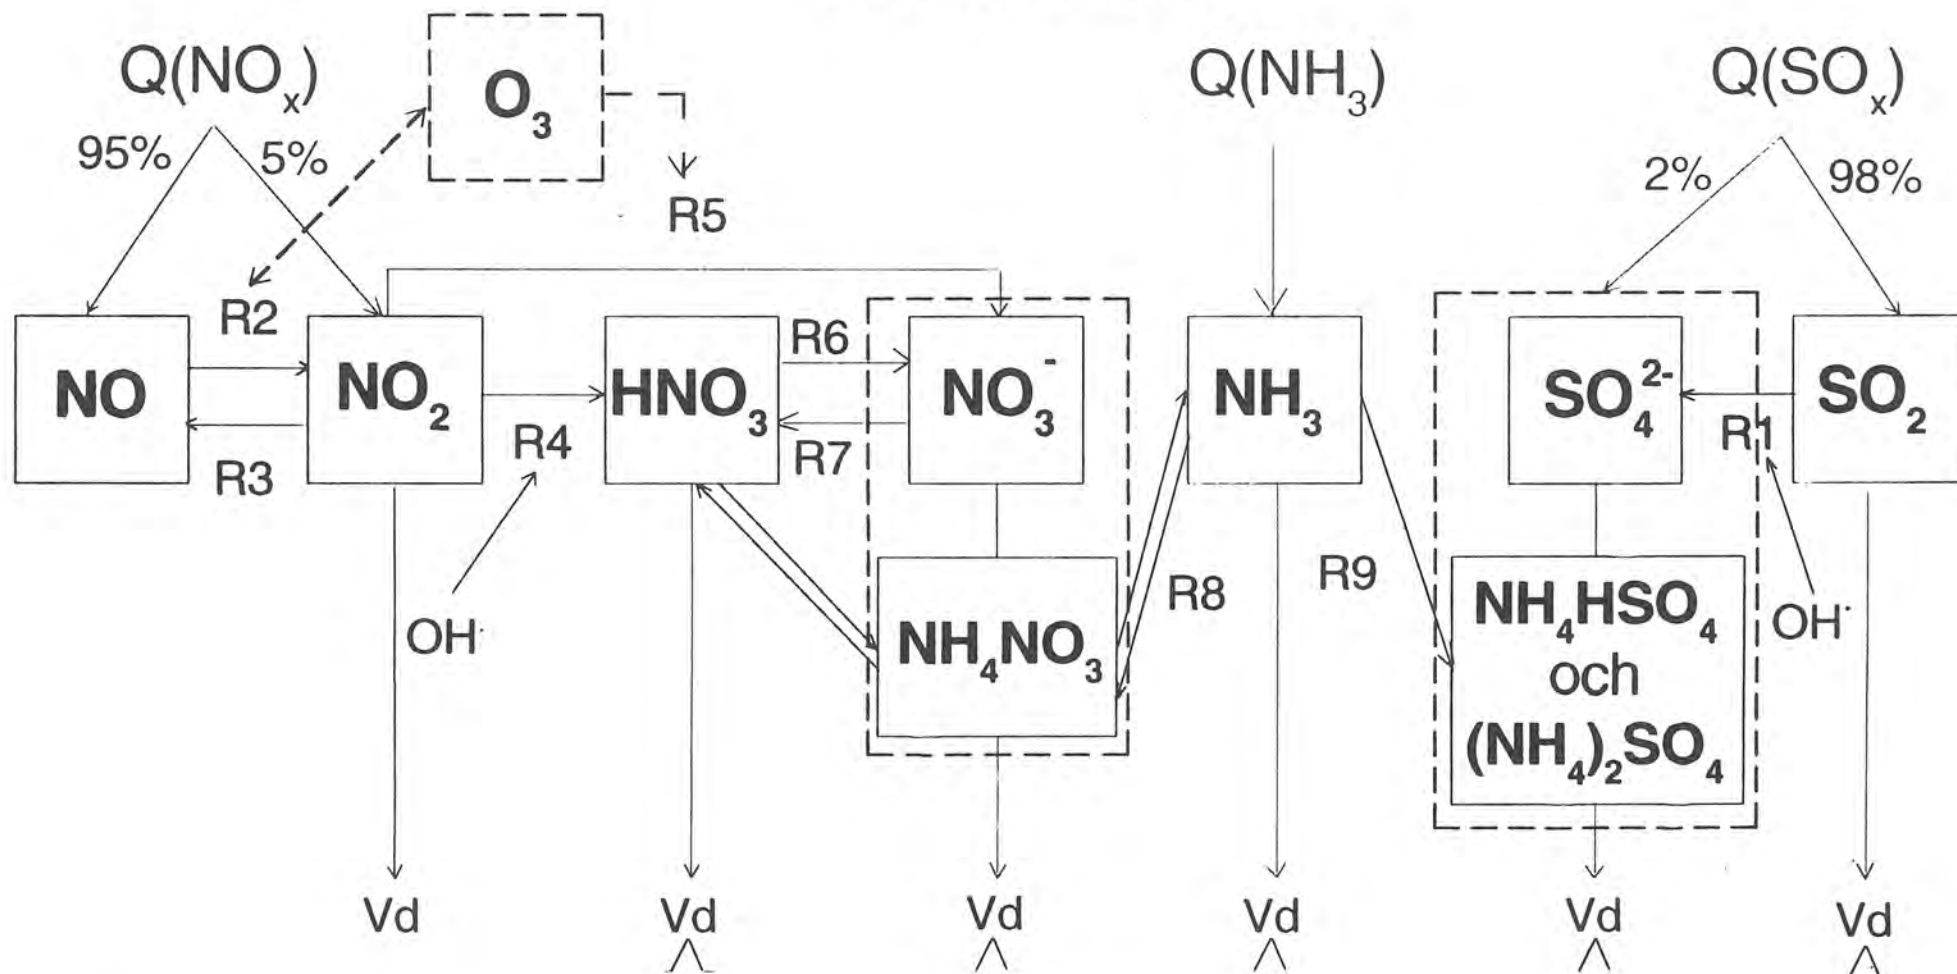 Q(NOₓ)
O₃
Q(NH₃)
Q(SOₓ)
95%
5%
2%
98%
R5
R2
NO
NO₂
HNO₃
R6
NO₃⁻
NH₃
SO₄²⁻
SO₂
R3
R4
R7
R1
OH·
NH₄NO₃
R8
R9
NH₄HSO₄
och
(NH₄)₂SO₄
OH·
Vd
Vd
Vd
Vd
Vd
Vd